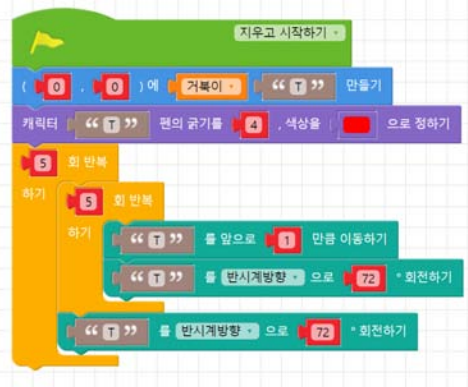 지우고 시작하기
( 0 , 0 ) 에 거북이 “ T ” 만들기
캐릭터 “ T ” 펜의 굵기를 4 , 색상을 으로 정하기
5 회 반복
하기 5 회 반복
하기 “ T ” 를 앞으로 1 만큼 이동하기
“ T ” 를 반시계방향 으로 72 ° 회전하기
“ T ” 를 반시계방향 으로 72 ° 회전하기